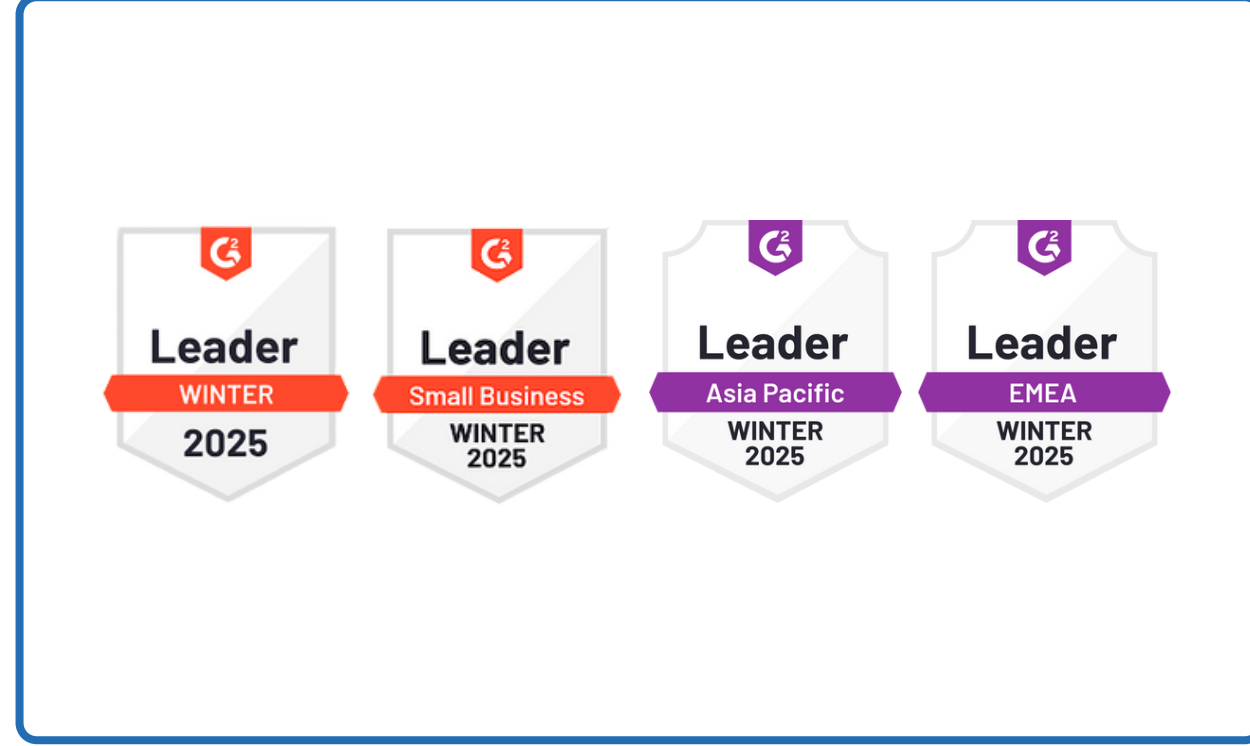 G2
Leader
WINTER
2025
G2
Leader
Small Business
WINTER
2025
G2
Leader
Asia Pacific
WINTER
2025
G2
Leader
EMEA
WINTER
2025